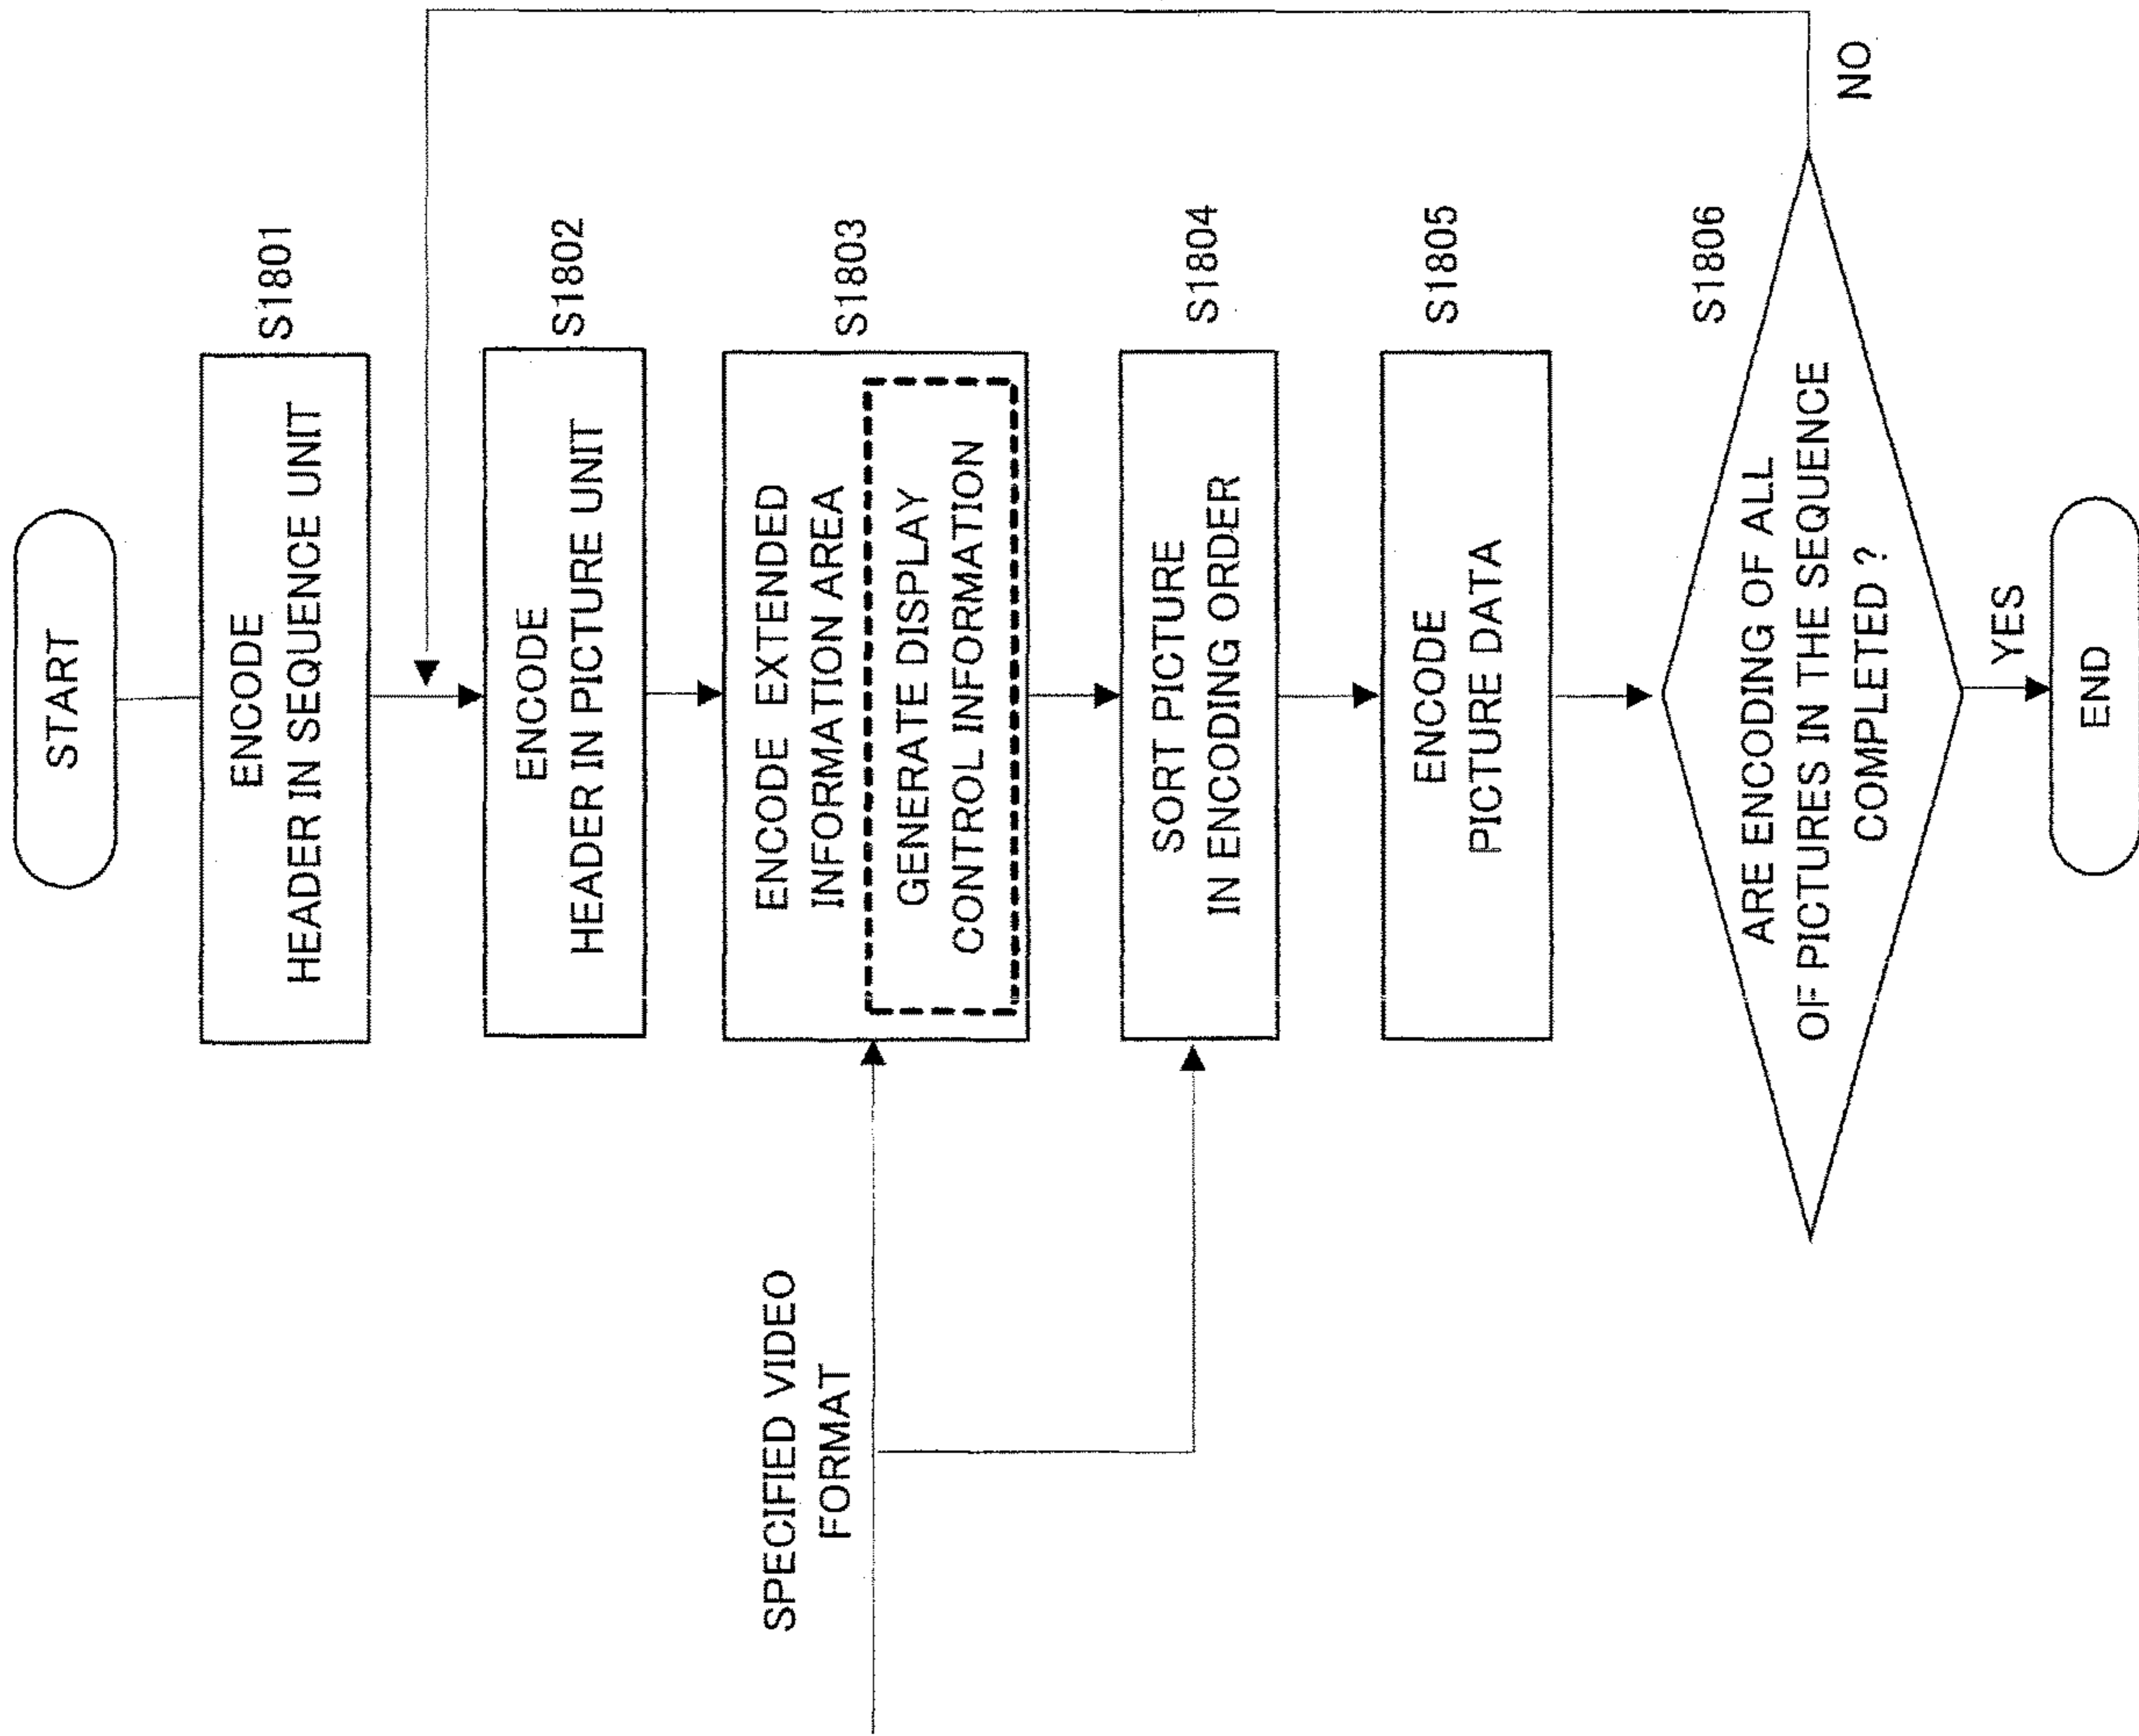 START
ENCODE
HEADER IN SEQUENCE UNIT
S1801
ENCODE
HEADER IN PICTURE UNIT
S1802
SPECIFIED VIDEO
FORMAT
ENCODE EXTENDED
INFORMATION AREA
GENERATE DISPLAY
CONTROL INFORMATION
S1803
SORT PICTURE
IN ENCODING ORDER
S1804
ENCODE
PICTURE DATA
S1805
ARE ENCODING OF ALL
OF PICTURES IN THE SEQUENCE
COMPLETED ?
S1806
NO
YES
END